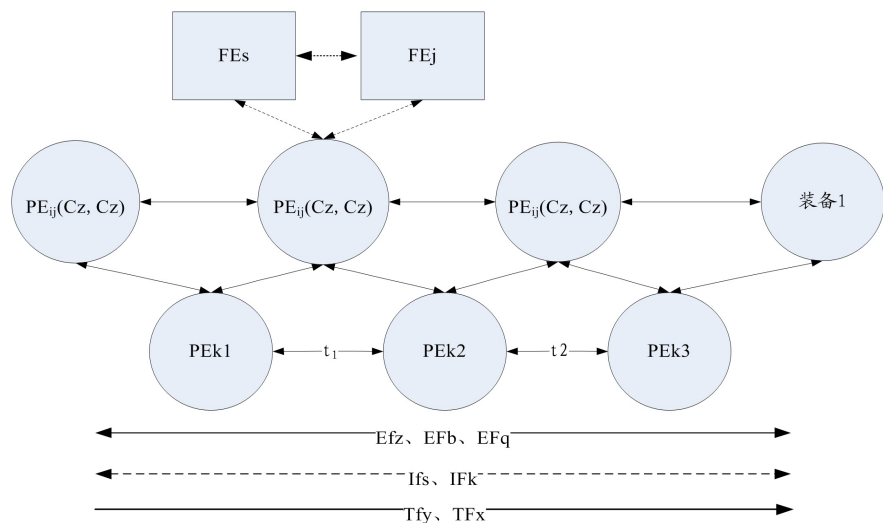 FEs
FEj
PEij(Cz, Cz)
PEij(Cz, Cz)
PEij(Cz, Cz)
装备1
PEk1
t1
PEk2
t2
PEk3
Efz、EFb、EFq
Ifs、IFk
Tfy、TFx